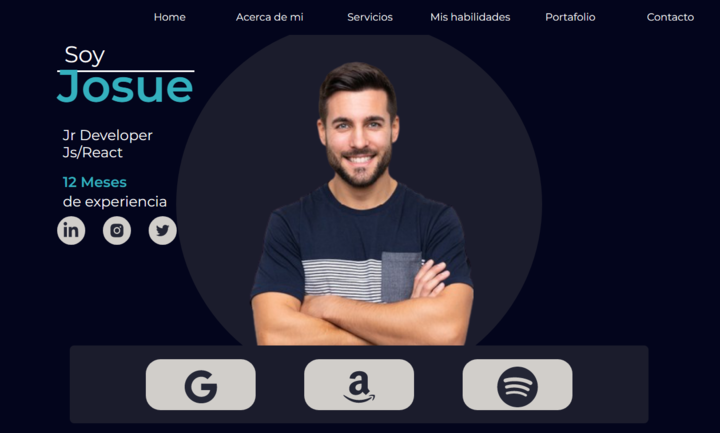 Home Acerca de mi Servicios Mis habilidades Portafolio Contacto
Soy
Josue
Jr Developer
Js/React
12 Meses
de experiencia